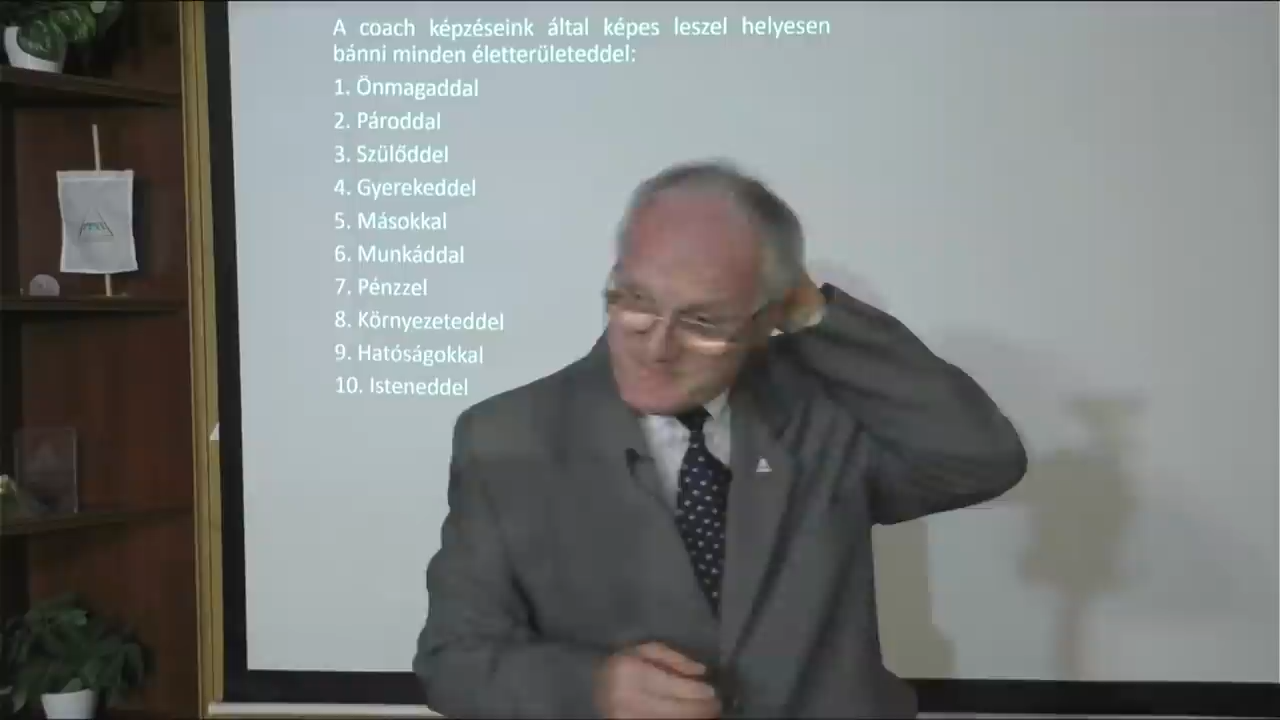 A coach képzéseink által képes leszel helyesen
bánni minden életterületeddel:
1. Önmagaddal
2. Pároddal
3. Szülőddel
4. Gyerekeddel
5. Másokkal
6. Munkáddal
7. Pénzzel
8. Környezeteddel
9. Hatóságokkal
10. Isteneddel